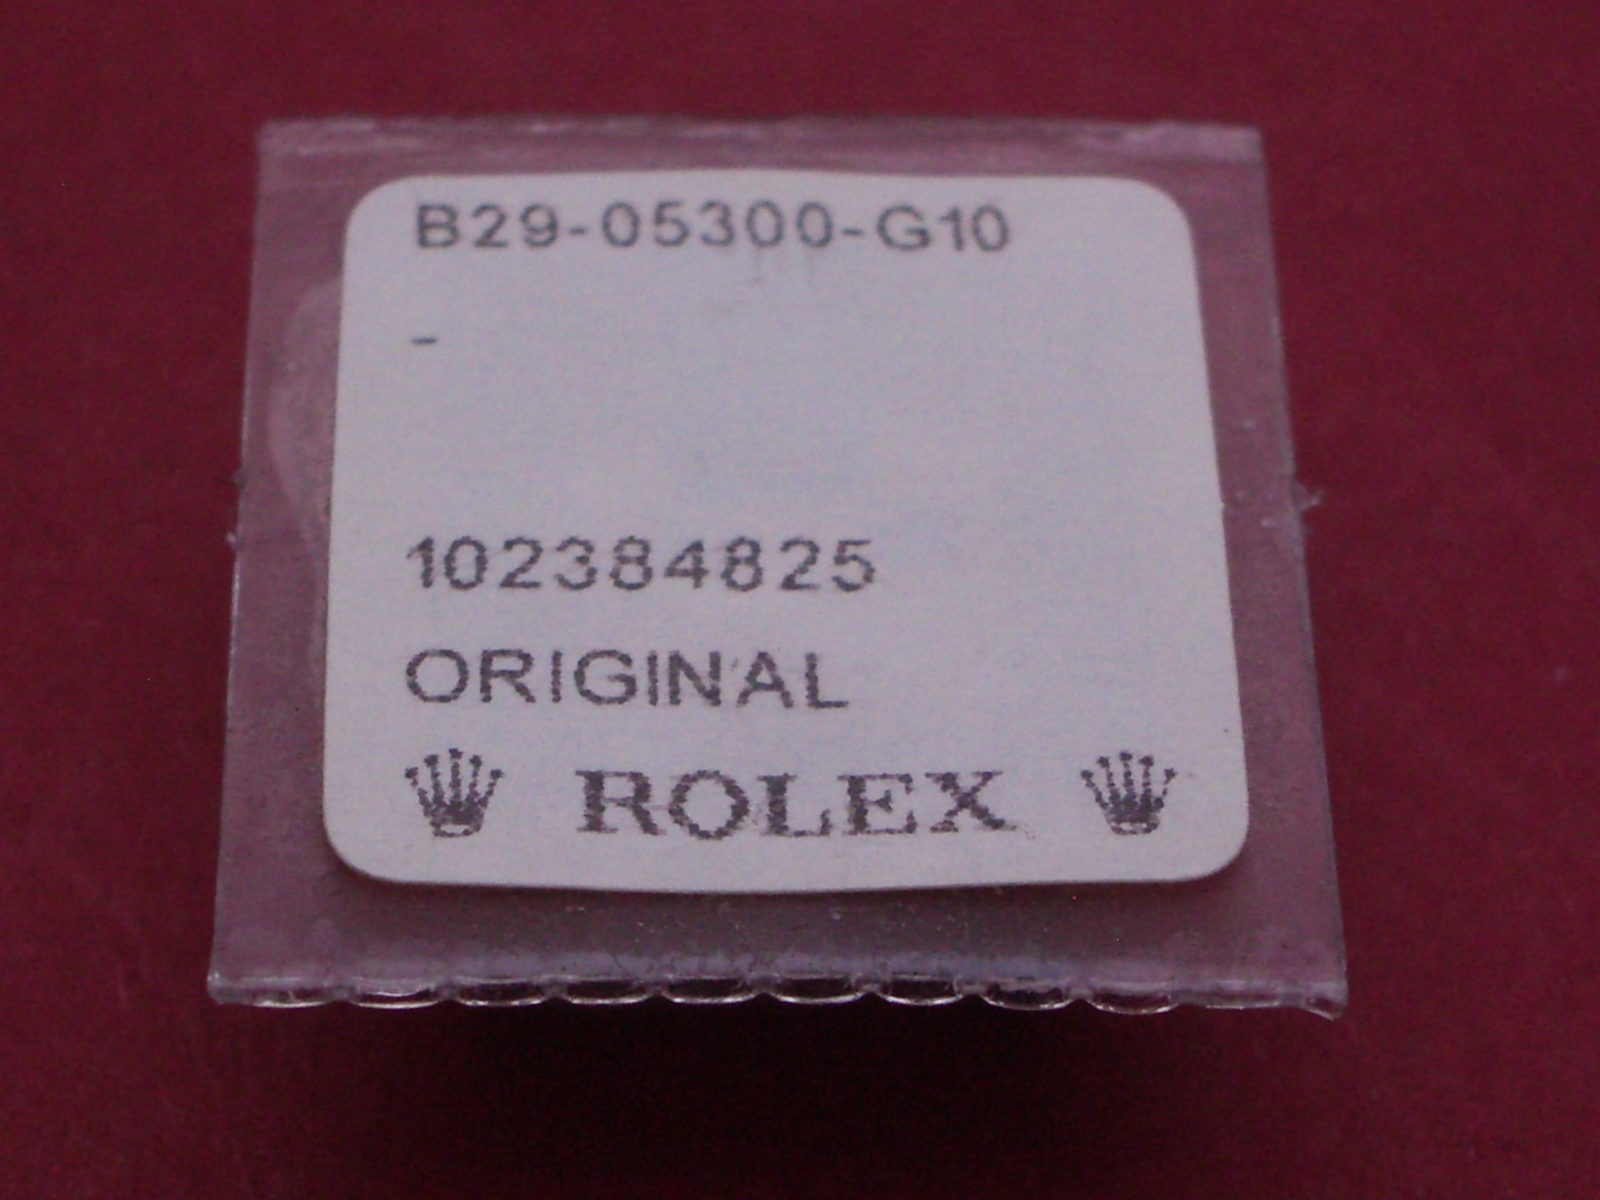 B29-05300-G10
-
102384825
ORIGINAL
ROLEX